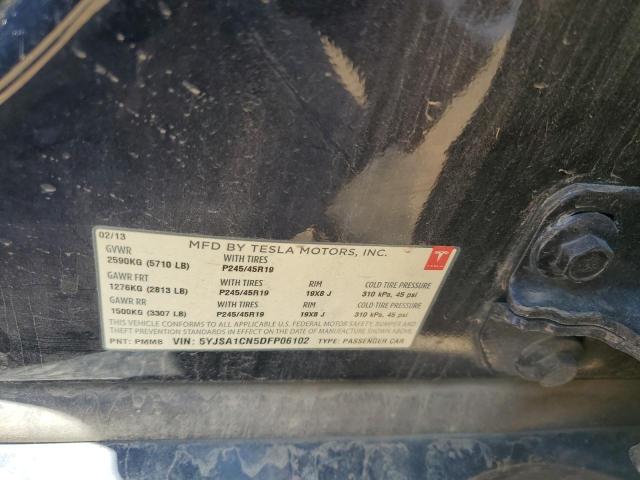 02/13 MFD BY TESLA MOTORS, INC.
GVWR WITH TIRES
2590KG (5710 LB) P245/45R19
TESLA
GAWR FRT WITH TIRES RIM COLD TIRE PRESSURE
1276KG (2813 LB) P245/45R19 19X8 J 310 kPa, 45 psi
GAWR RR WITH TIRES RIM COLD TIRE PRESSURE
1500KG (3307 LB) P245/45R19 19X8 J 310 kPa, 45 psi
THIS VEHICLE CONFORMS TO ALL APPLICABLE U.S. FEDERAL MOTOR SAFETY, BUMPER AND
THEFT PREVENTION STANDARDS IN EFFECT ON THE DATE OF MANUFACTURE SHOWN ABOVE.
PNT: PMMB VIN: 5YJSA1CN5DFP06102 TYPE: PASSENGER CAR